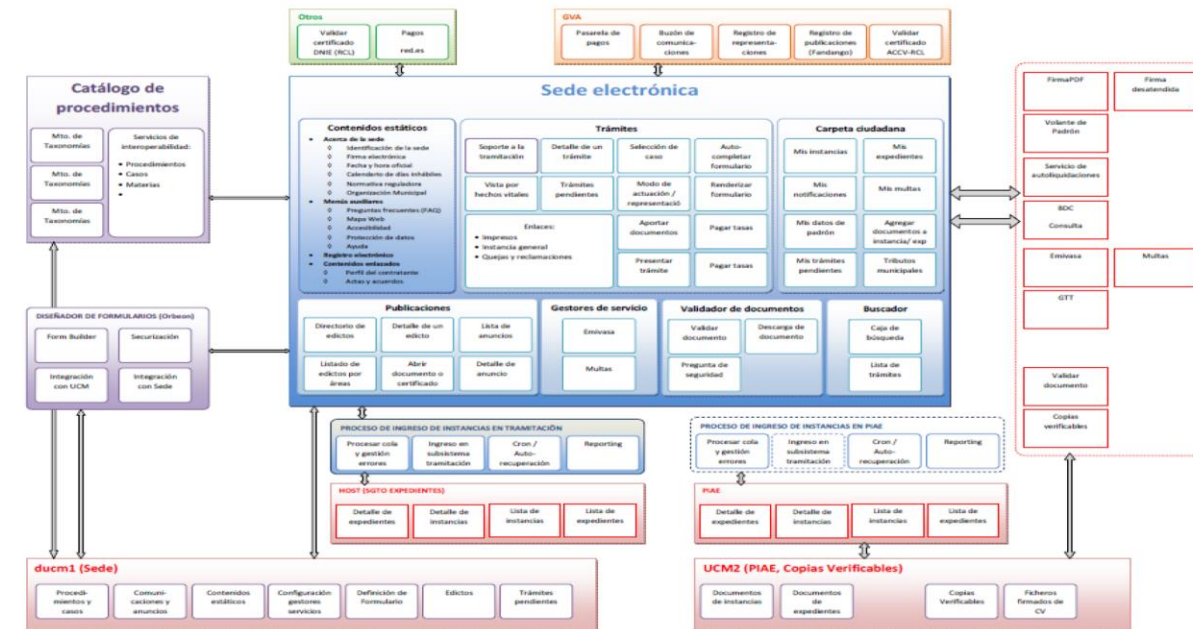 Otros
Validar
certificado
DNIE (RCL)
Pagos
red.es
GVA
Pasarela de
pagos
Buzón de
comunica-
ciones
Registro de
representa-
ciones
Registro de
publicaciones
(Fandango)
Validar
certificado
ACCV-RCL
Catálogo de
procedimientos
Mto. de
Taxonomías
Mto. de
Taxonomías
Mto. de
Taxonomías
Servicios de
interoperabilidad:
• Procedimientos
• Casos
• Materias
Sede electrónica
Contenidos estáticos
• Acerca de la sede
◊ Identificación de la sede
◊ Firma electrónica
◊ Fecha y hora oficial
◊ Calendario de días inhábiles
◊ Normativa reguladora
◊ Organización Municipal
• Menús auxiliares
◊ Preguntas frecuentes (FAQ)
◊ Mapa Web
◊ Accesibilidad
◊ Protección de datos
◊ Ayuda
• Registro electrónico
• Contenidos enlazados
◊ Perfil del contratante
◊ Actas y acuerdos
Trámites
Soporte a la
tramitación
Detalle de un
trámite
Selección de
caso
Auto-
completar
formulario
Vista por
hechos vitales
Trámites
pendientes
Modo de
actuación /
representació
Renderizar
formulario
Enlaces:
• Impresos
• Instancia general
• Quejas y reclamaciones
Aportar
documentos
Pagar tasas
Presentar
trámite
Pagar tasas
Carpeta ciudadana
Mis instancias
Mis
expedientes
Mis
notificaciones
Mis multas
Mis datos de
padrón
Agregar
documentos a
instancia/ exp
Mis trámites
pendientes
Tributos
municipales
Publicaciones
Directorio de
edictos
Detalle de un
edicto
Lista de
anuncios
Listado de
edictos por
áreas
Abrir
documento o
certificado
Detalle de
anuncio
Gestores de servicio
Emivasa
Multas
Validador de documentos
Validar
documento
Descarga de
documento
Pregunta de
seguridad
Buscador
Caja de
búsqueda
Lista de
trámites
FirmaPDF
Firma
desatendida
Volante de
Padrón
Servicio de
autoliquidaciones
BDC
Consulta
Emivasa
Multas
GTT
Validar
documento
Copias
verificables
DISEÑADOR DE FORMULARIOS (Orbeon)
Form Builder
Securización
Integración
con UCM
Integración
con Sede
PROCESO DE INGRESO DE INSTANCIAS EN TRAMITACIÓN
Procesar cola
y gestión
errores
Ingreso en
subsistema
tramitación
Cron /
Auto-
recuperación
Reporting
PROCESO DE INGRESO DE INSTANCIAS EN PIAE
Procesar cola
y gestión
errores
Ingreso en
subsistema
tramitación
Cron /
Auto-
recuperación
Reporting
HOST (SGTO EXPEDIENTES)
Detalle de
expedientes
Detalle de
instancias
Lista de
instancias
Lista de
expedientes
PIAE
Detalle de
expedientes
Detalle de
instancias
Lista de
instancias
Lista de
expedientes
ducm1 (Sede)
Procedi-
mientos y
casos
Comuni-
caciones y
anuncios
Contenidos
estáticos
Configuración
gestores
servicios
Definición de
Formulario
Edictos
Trámites
pendientes
UCM2 (PIAE, Copias Verificables)
Documentos
de instancias
Documentos
de
expedientes
Copias
Verificables
Ficheros
firmados de
CV